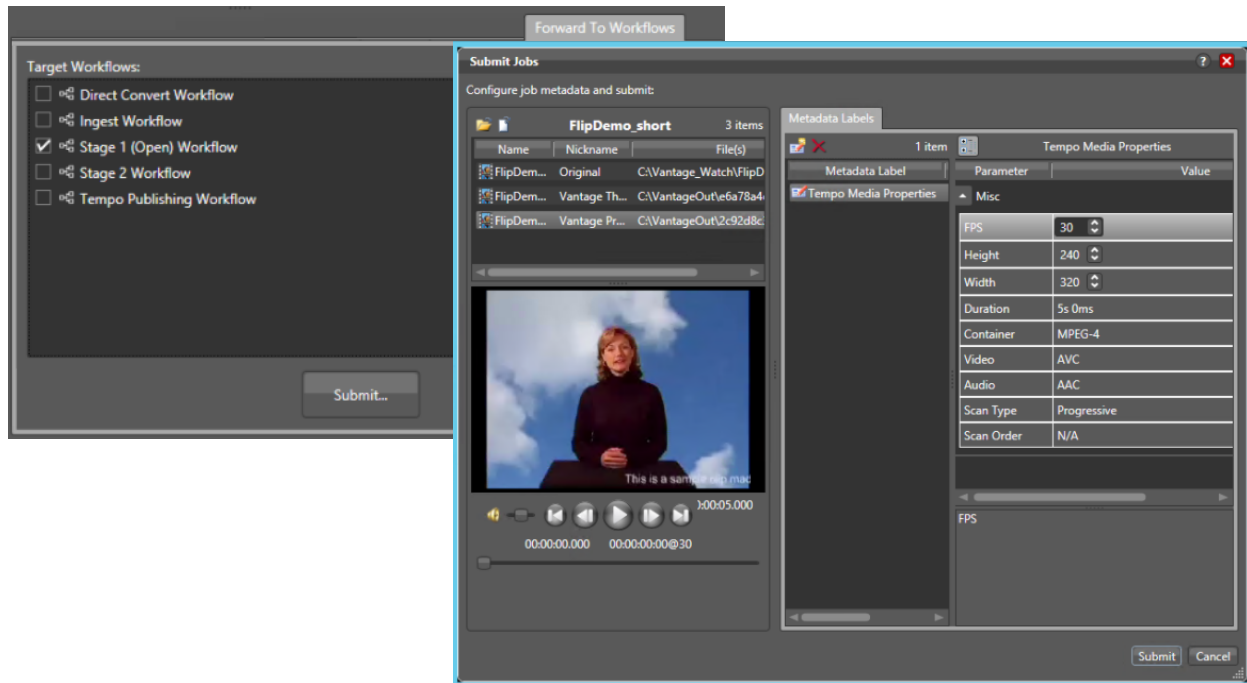 Forward To Workflows
Target Workflows:
Direct Convert Workflow
Ingest Workflow
Stage 1 (Open) Workflow
Stage 2 Workflow
Tempo Publishing Workflow
Submit...
Submit Jobs
?
Configure job metadata and submit:
FlipDemo_short 3 items
Name Nickname File(s)
FlipDem... Original C:\Vantage_Watch\FlipD
FlipDem... Vantage Th... C:\VantageOut\e6a78a4
FlipDem... Vantage Pr... C:\VantageOut\2c92d8c
This is a sample clip mad
0:00:05.000
00:00:00.000 00:00:00:00@30
Metadata Labels
1 item
Metadata Label
Tempo Media Properties
Tempo Media Properties
Parameter Value
Misc
FPS 30
Height 240
Width 320
Duration 5s 0ms
Container MPEG-4
Video AVC
Audio AAC
Scan Type Progressive
Scan Order N/A
FPS
Submit Cancel